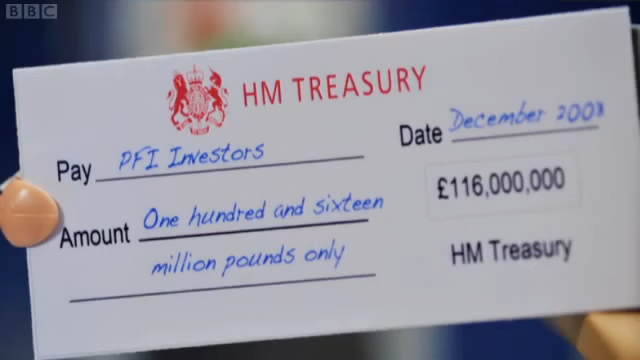 BBC
HM TREASURY
Pay PFI Investors
Date December 2003
Amount One hundred and sixteen
million pounds only
£116,000,000
HM Treasury